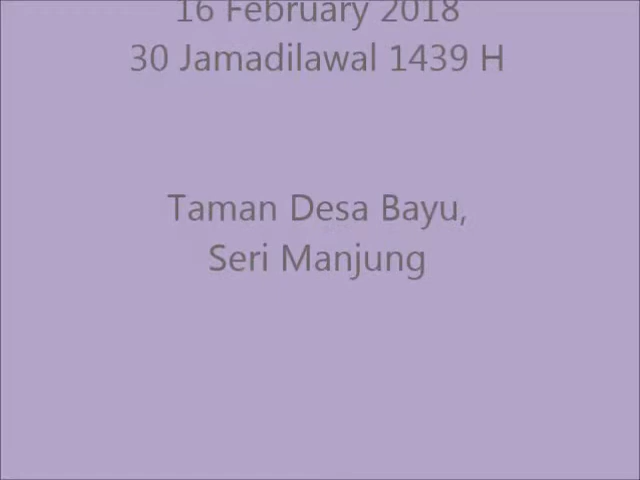 16 February 2018
30 Jamadilawal 1439 H
Taman Desa Bayu,
Seri Manjung